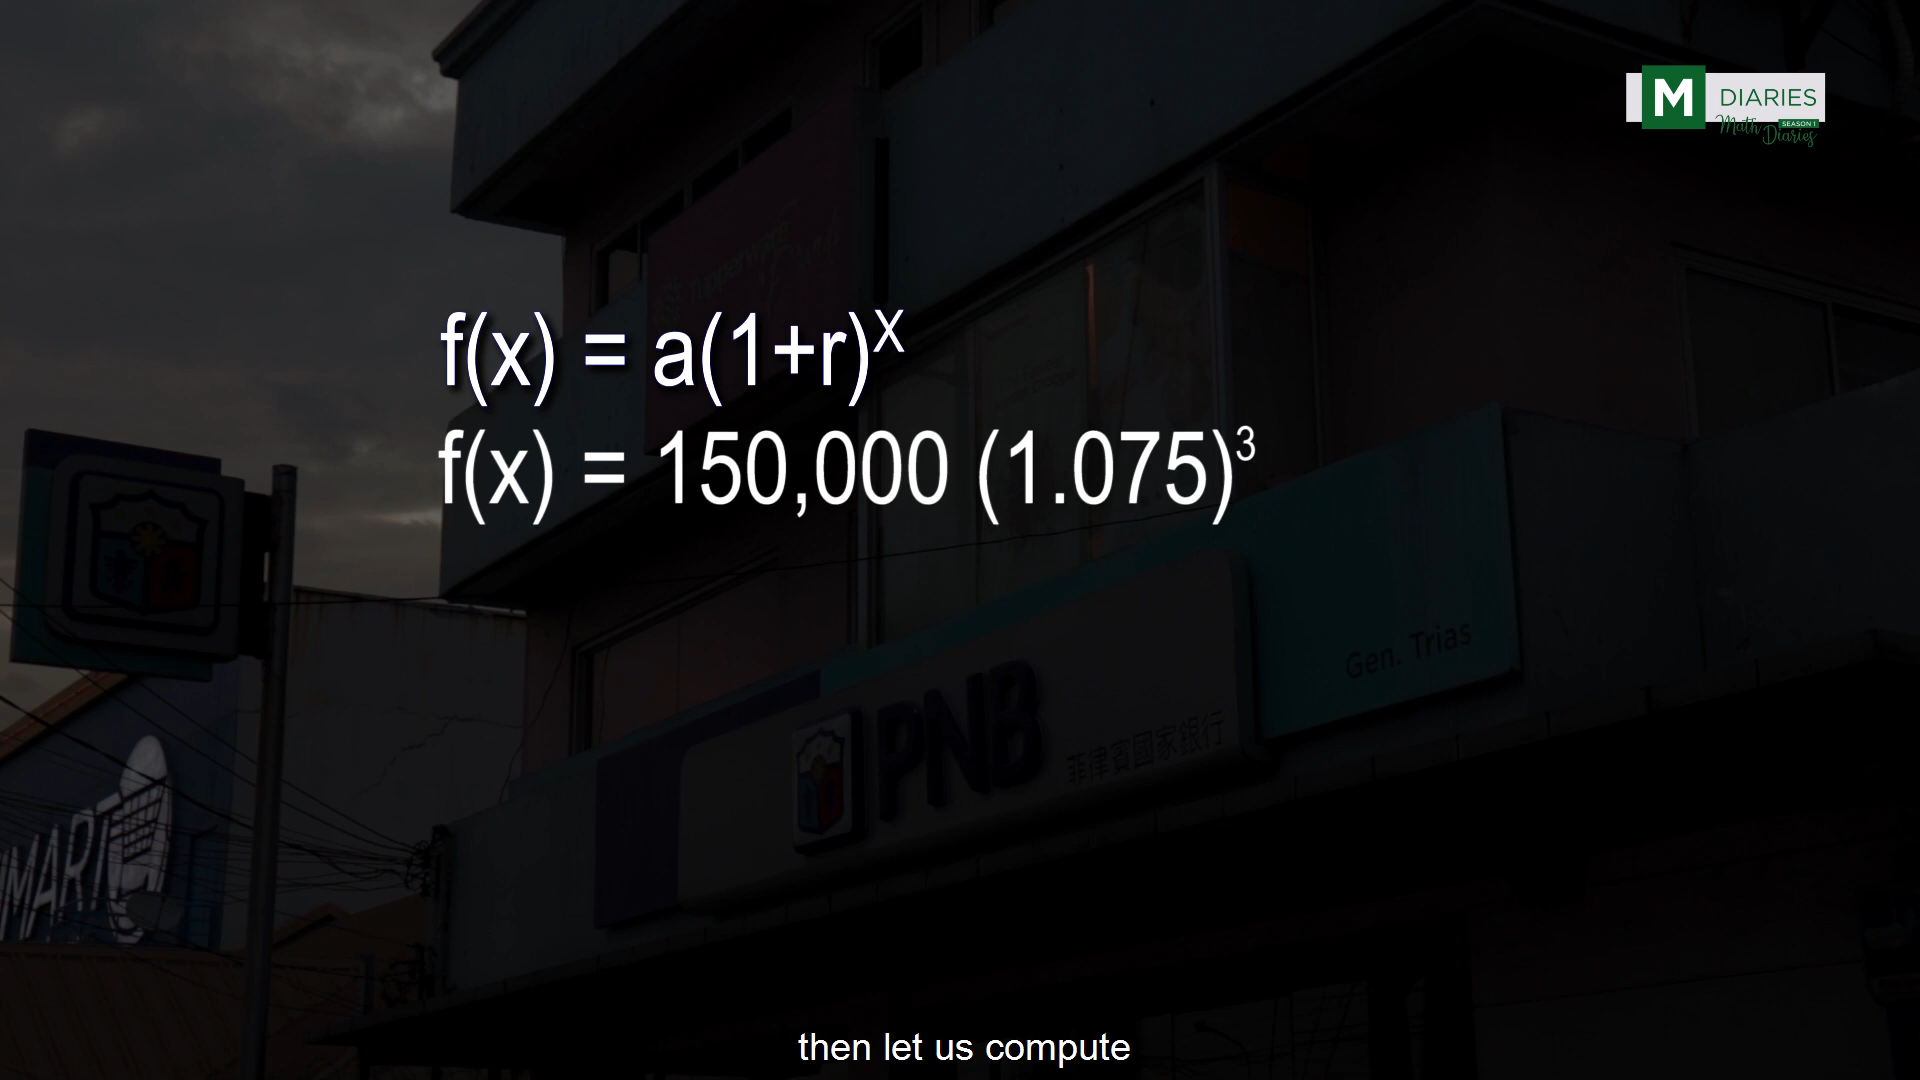 M DIARIES
SEASON 1
Math Diaries
f(x) = a(1+r)ˣ
f(x) = 150,000 (1.075)³
Gen. Trias
PNB 菲律賓國家銀行
MART
then let us compute